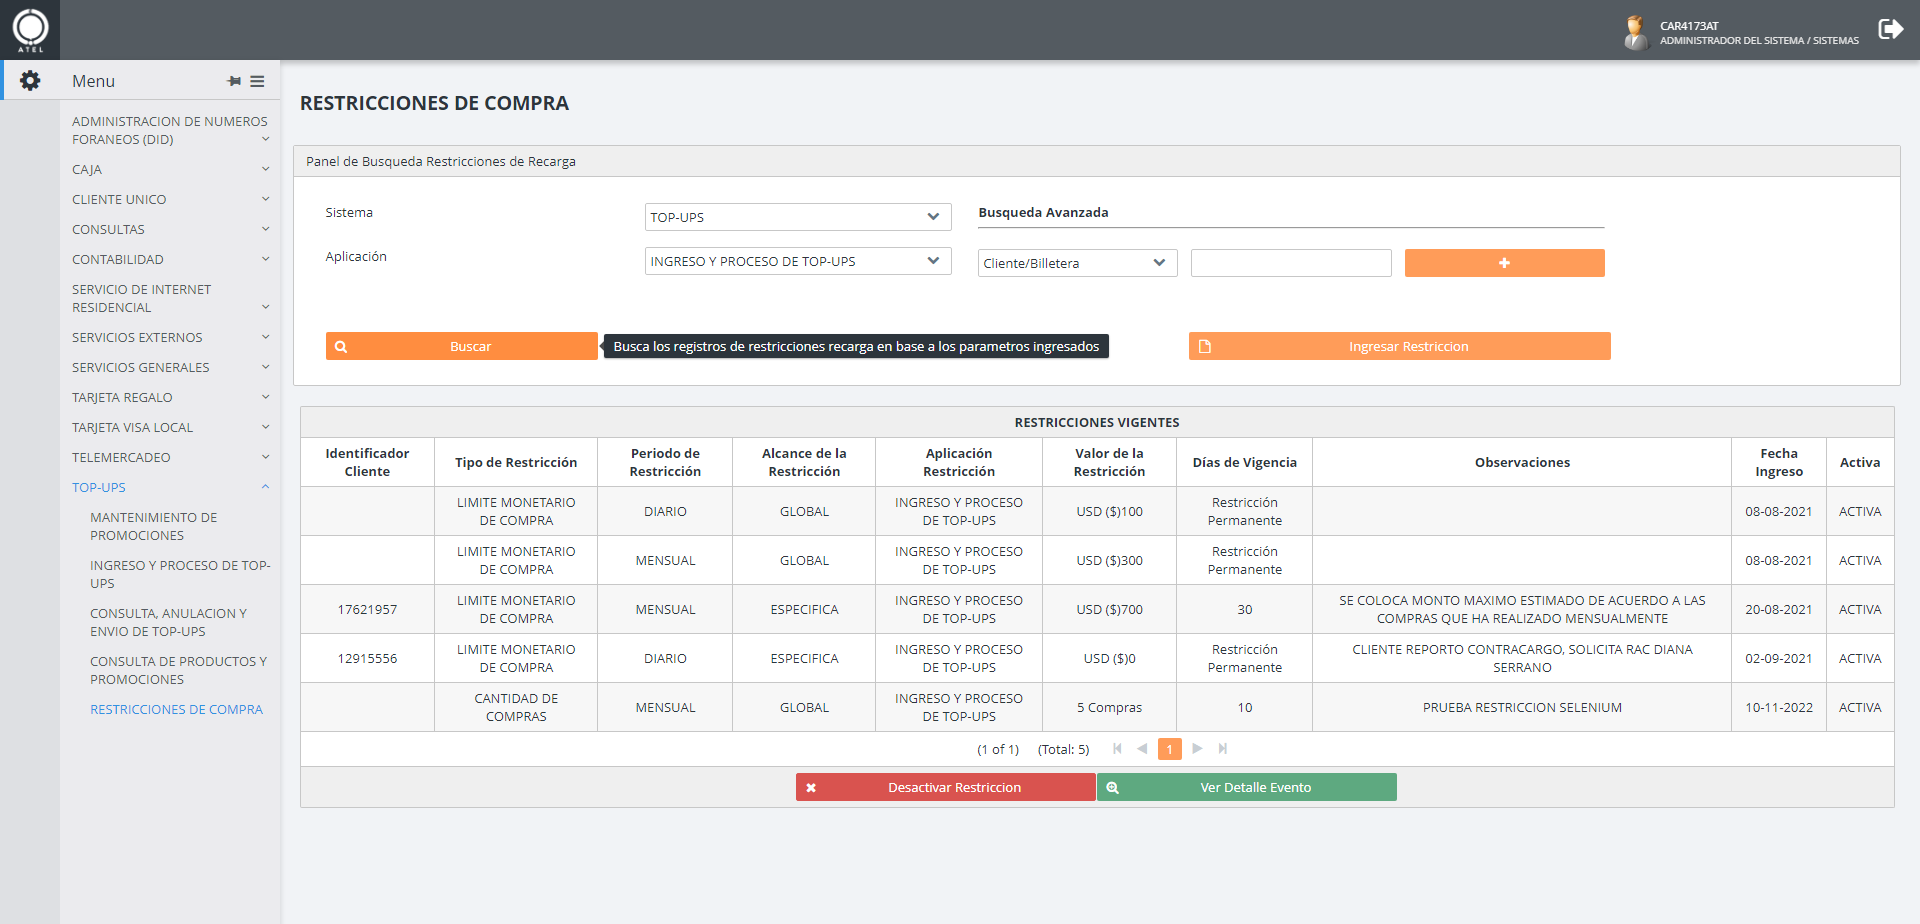 ATEL
CAR4173AT
ADMINISTRADOR DEL SISTEMA / SISTEMAS
Menu
ADMINISTRACION DE NUMEROS
FORANEOS (DID)
CAJA
CLIENTE UNICO
CONSULTAS
CONTABILIDAD
SERVICIO DE INTERNET
RESIDENCIAL
SERVICIOS EXTERNOS
SERVICIOS GENERALES
TARJETA REGALO
TARJETA VISA LOCAL
TELEMERCADEO
TOP-UPS
MANTENIMIENTO DE
PROMOCIONES
INGRESO Y PROCESO DE TOP-
UPS
CONSULTA, ANULACION Y
ENVIO DE TOP-UPS
CONSULTA DE PRODUCTOS Y
PROMOCIONES
RESTRICCIONES DE COMPRA
RESTRICCIONES DE COMPRA
Panel de Busqueda Restricciones de Recarga
Sistema
TOP-UPS
Busqueda Avanzada
Aplicación
INGRESO Y PROCESO DE TOP-UPS
Cliente/Billetera
Buscar
Busca los registros de restricciones recarga en base a los parametros ingresados
Ingresar Restriccion
RESTRICCIONES VIGENTES
Identificador Cliente Tipo de Restricción Periodo de Restricción Alcance de la Restricción Aplicación Restricción Valor de la Restricción Días de Vigencia Observaciones Fecha Ingreso Activa
LIMITE MONETARIO DE COMPRA DIARIO GLOBAL INGRESO Y PROCESO DE TOP-UPS USD ($)100 Restricción Permanente 08-08-2021 ACTIVA
LIMITE MONETARIO DE COMPRA MENSUAL GLOBAL INGRESO Y PROCESO DE TOP-UPS USD ($)300 Restricción Permanente 08-08-2021 ACTIVA
17621957 LIMITE MONETARIO DE COMPRA MENSUAL ESPECIFICA INGRESO Y PROCESO DE TOP-UPS USD ($)700 30 SE COLOCA MONTO MAXIMO ESTIMADO DE ACUERDO A LAS COMPRAS QUE HA REALIZADO MENSUALMENTE 20-08-2021 ACTIVA
12915556 LIMITE MONETARIO DE COMPRA DIARIO ESPECIFICA INGRESO Y PROCESO DE TOP-UPS USD ($)0 Restricción Permanente CLIENTE REPORTO CONTRACARGO, SOLICITA RAC DIANA SERRANO 02-09-2021 ACTIVA
CANTIDAD DE COMPRAS MENSUAL GLOBAL INGRESO Y PROCESO DE TOP-UPS 5 Compras 10 PRUEBA RESTRICCION SELENIUM 10-11-2022 ACTIVA
(1 of 1) (Total: 5) 1
Desactivar Restriccion
Ver Detalle Evento